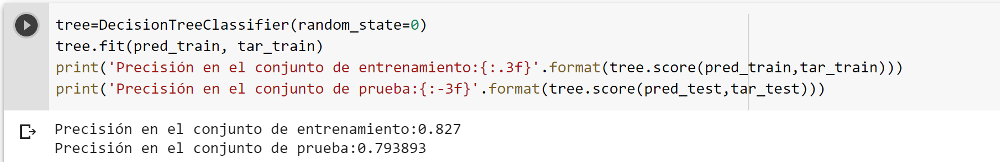 tree=DecisionTreeClassifier(random_state=0)
tree.fit(pred_train, tar_train)
print('Precisión en el conjunto de entrenamiento:{:.3f}'.format(tree.score(pred_train,tar_train)))
print('Precisión en el conjunto de prueba:{:-3f}'.format(tree.score(pred_test,tar_test)))
Precisión en el conjunto de entrenamiento:0.827
Precisión en el conjunto de prueba:0.793893